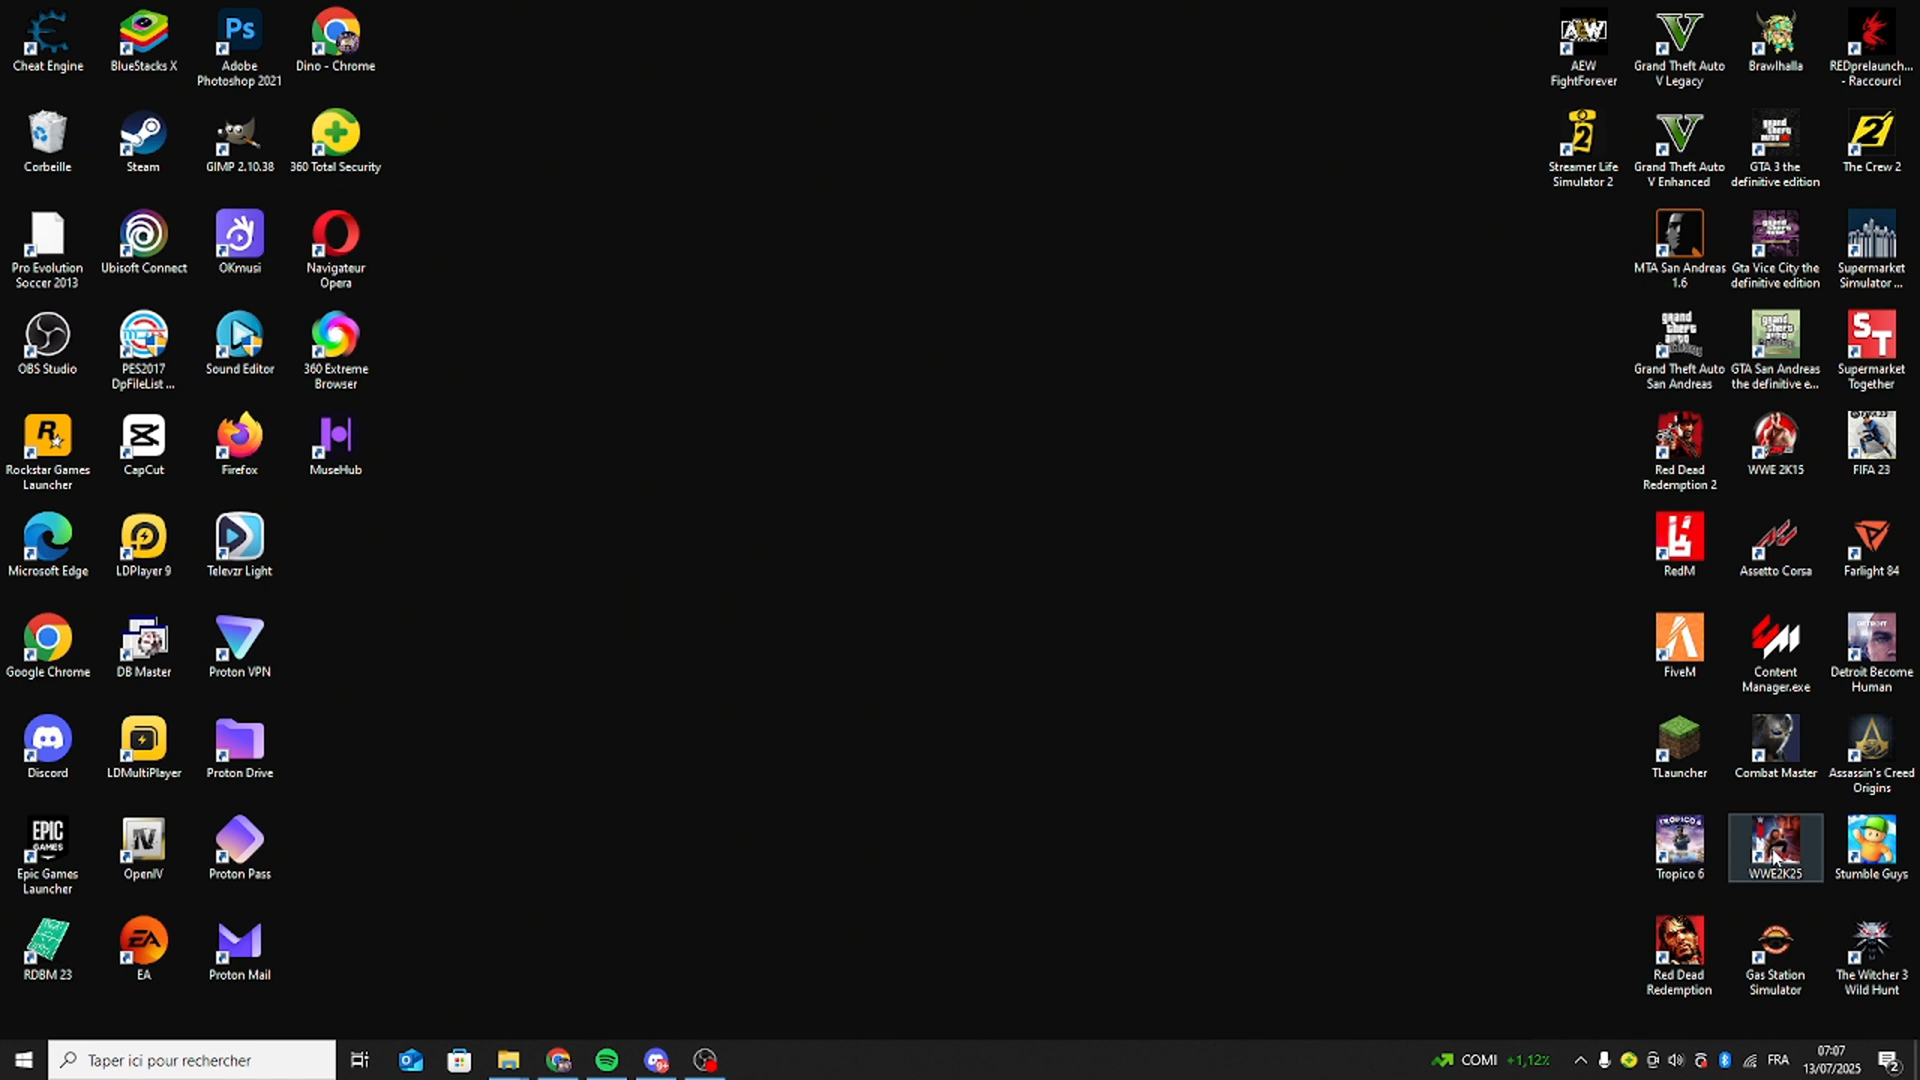 Cheat Engine
BlueStacks X
Adobe
Photoshop 2021
Dino - Chrome
Corbeille
Steam
GIMP 2.10.38
360 Total Security
Pro Evolution
Soccer 2013
Ubisoft Connect
OKmusi
Navigateur
Opera
OBS Studio
PES2017
DpFileList ...
Sound Editor
360 Extreme
Browser
Rockstar Games
Launcher
CapCut
Firefox
MuseHub
Microsoft Edge
LDPlayer 9
Televzr Light
Google Chrome
DB Master
Proton VPN
Discord
LDMultiPlayer
Proton Drive
EPIC
GAMES
Epic Games
Launcher
OpenIV
Proton Pass
RDBM 23
EA
Proton Mail
AEW
FightForever
Grand Theft Auto
V Legacy
Brawlhalla
REDprelaunch...
- Raccourci
Streamer Life
Simulator 2
Grand Theft Auto
V Enhanced
GTA 3 the
definitive edition
The Crew 2
MTA San Andreas
1.6
Gta Vice City the
definitive edition
Supermarket
Simulator ...
Grand Theft Auto
San Andreas
GTA San Andreas
the definitive e...
Supermarket
Together
Red Dead
Redemption 2
WWE 2K15
FIFA 23
RedM
Assetto Corsa
Farlight 84
FiveM
Content
Manager.exe
Detroit Become
Human
TLauncher
Combat Master
Assassin's Creed
Origins
Tropico 6
WWE2K25
Stumble Guys
Red Dead
Redemption
Gas Station
Simulator
The Witcher 3
Wild Hunt
Taper ici pour rechercher
COMI +1,12%
FRA
07:07
13/07/2025
2